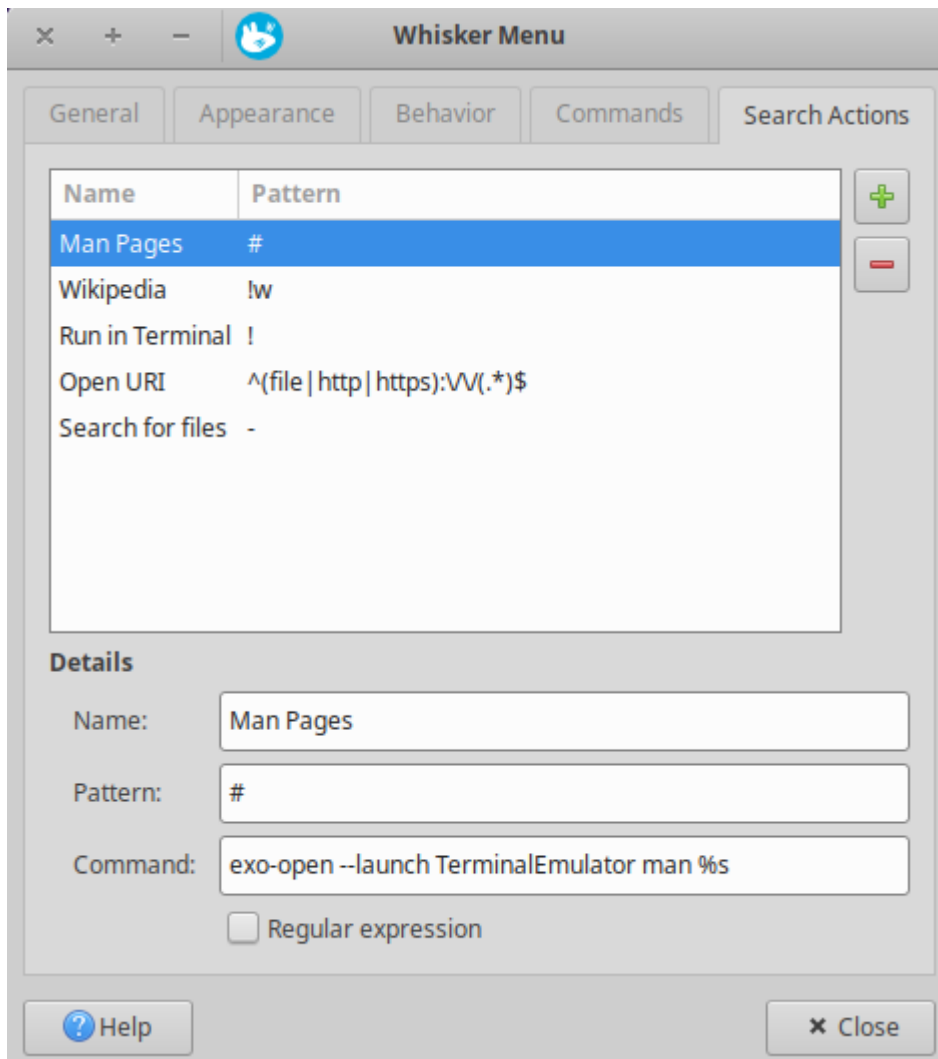 Whisker Menu
General Appearance Behavior Commands Search Actions
Name Pattern
Man Pages #
Wikipedia !w
Run in Terminal !
Open URI ^(file|http|https):\/\/(.*)$
Search for files -
Details
Name: Man Pages
Pattern: #
Command: exo-open --launch TerminalEmulator man %s
Regular expression
Help Close